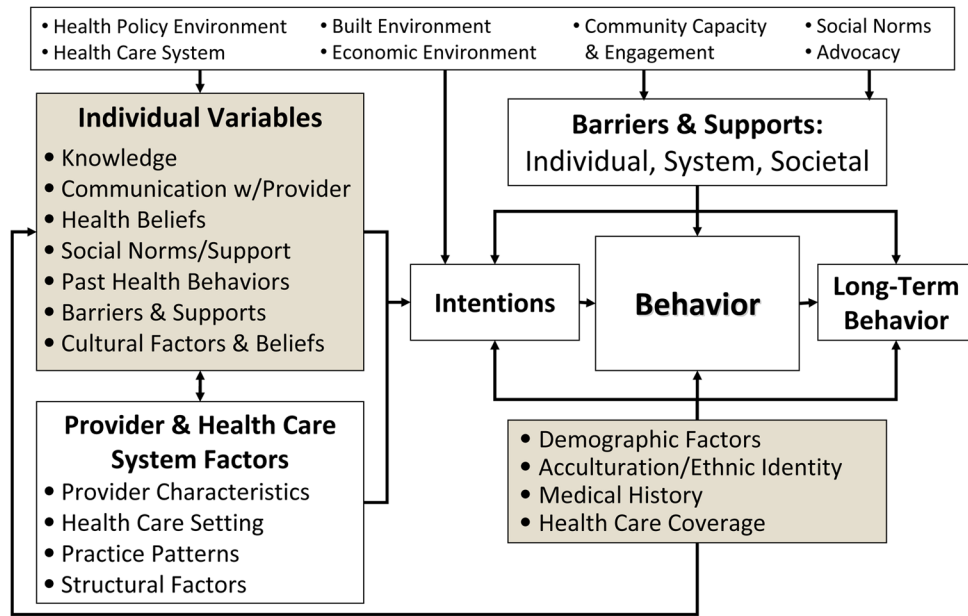 • Health Policy Environment
• Health Care System
• Built Environment
• Economic Environment
• Community Capacity
& Engagement
• Social Norms
• Advocacy
Individual Variables
• Knowledge
• Communication w/Provider
• Health Beliefs
• Social Norms/Support
• Past Health Behaviors
• Barriers & Supports
• Cultural Factors & Beliefs
Provider & Health Care
System Factors
• Provider Characteristics
• Health Care Setting
• Practice Patterns
• Structural Factors
Barriers & Supports:
Individual, System, Societal
Intentions
Behavior
Long-Term
Behavior
• Demographic Factors
• Acculturation/Ethnic Identity
• Medical History
• Health Care Coverage